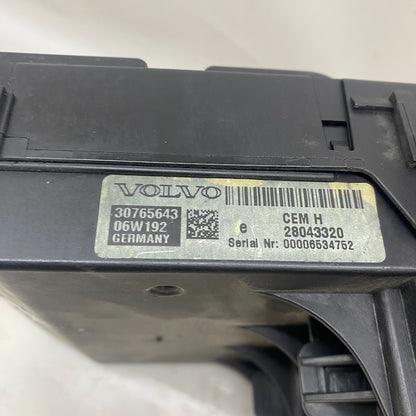 VOLVO
30765643
06W192
GERMANY
e
CEM H
28043320
Serial Nr: 00006534752